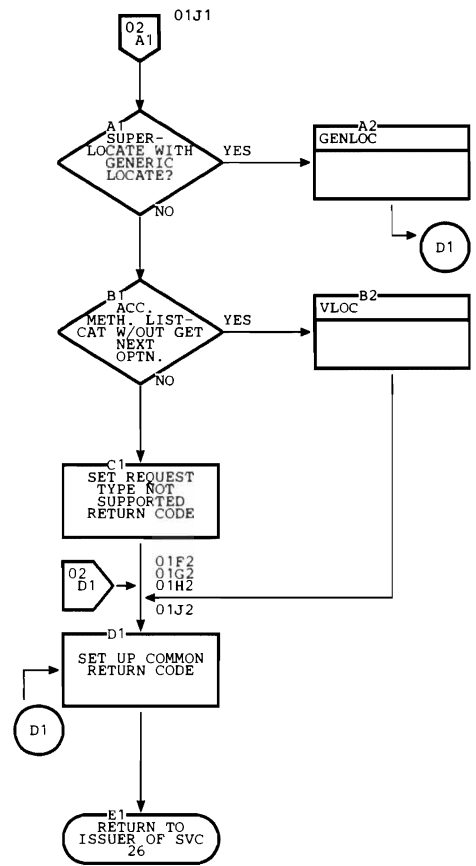 01J1
02
A1
A1
SUPER-
LOCATE WITH
GENERIC
LOCATE?
YES
NO
A2
GENLOC
D1
B1
ACC.
METH. LIST-
CAT W/OUT GET
NEXT
OPTN.
YES
NO
B2
VLOC
C1
SET REQUEST
TYPE NOT
SUPPORTED
RETURN CODE
02
D1
01F2
01G2
01H2
01J2
D1
SET UP COMMON
RETURN CODE
D1
E1
RETURN TO
ISSUER OF SVC
26